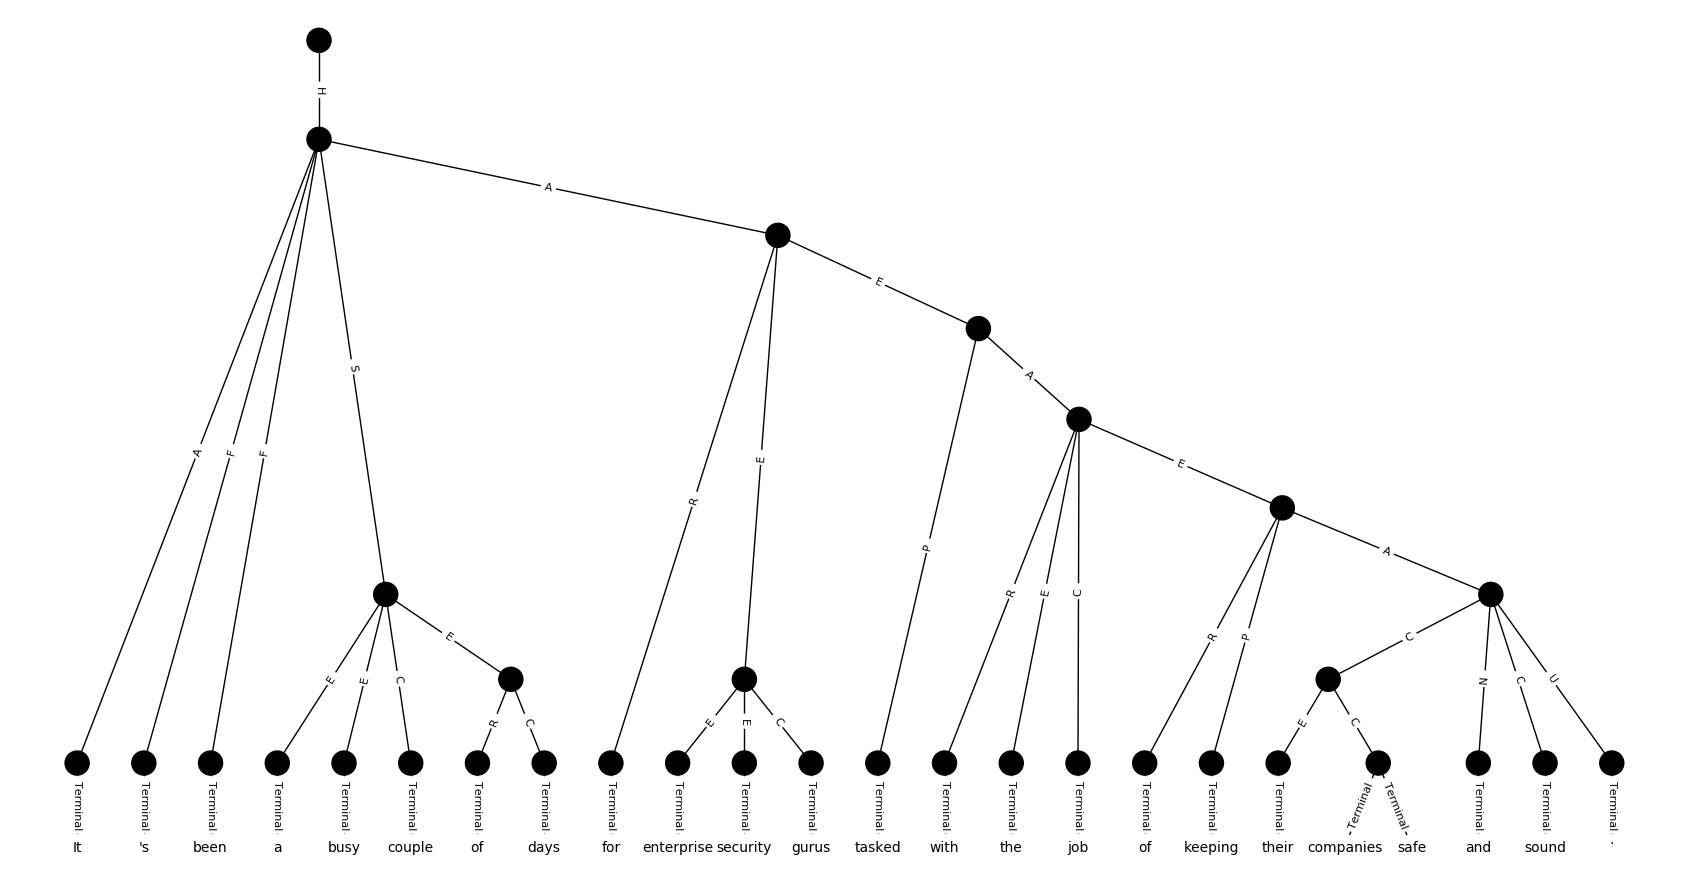 H
A
A
F
F
S
E
R
E
A
P
R
E
C
E
R
P
A
E
E
C
E
R
C
E
E
C
C
N
C
U
E
C
Terminal Terminal Terminal Terminal Terminal Terminal Terminal Terminal Terminal Terminal Terminal Terminal Terminal Terminal Terminal Terminal Terminal Terminal Terminal Terminal Terminal Terminal Terminal Terminal
It 's been a busy couple of days for enterprise security gurus tasked with the job of keeping their companies safe and sound .